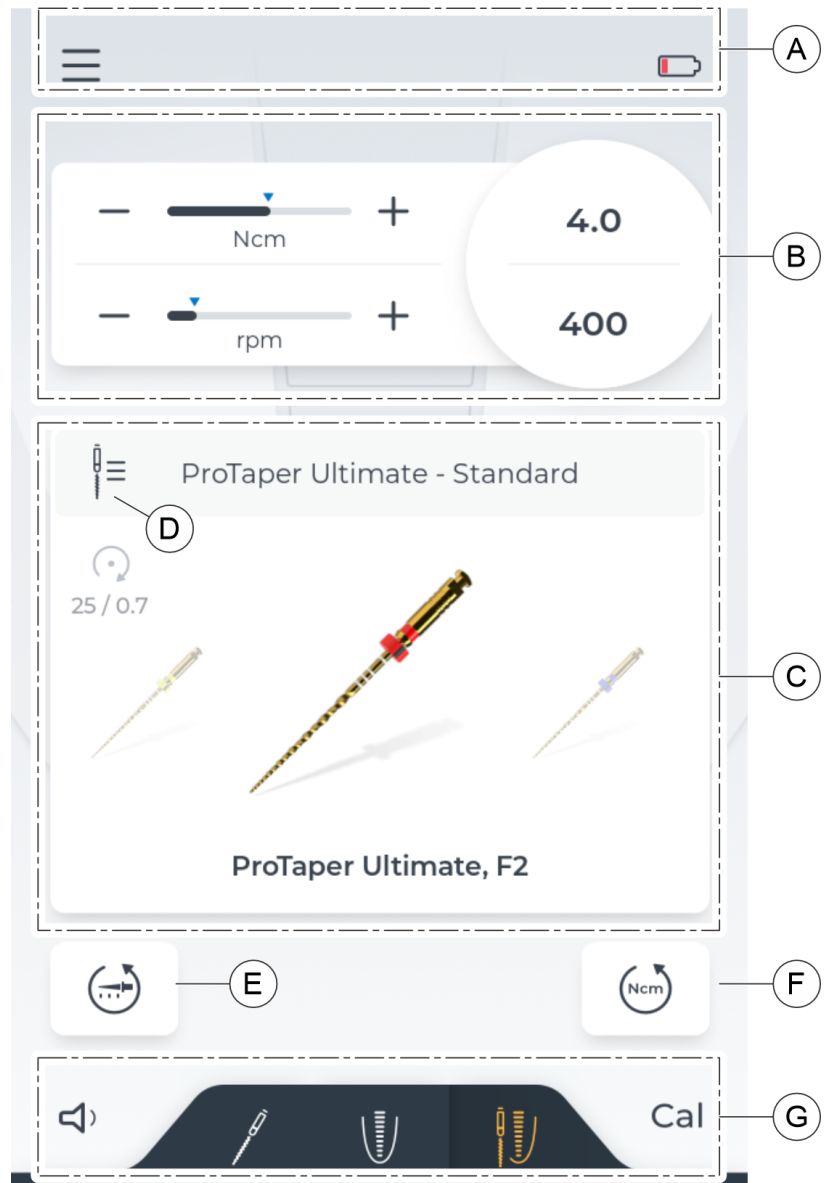 A
4.0
Ncm
B
400
rpm
ProTaper Ultimate - Standard
D
25 / 0.7
C
ProTaper Ultimate, F2
E
Ncm
F
Cal
G